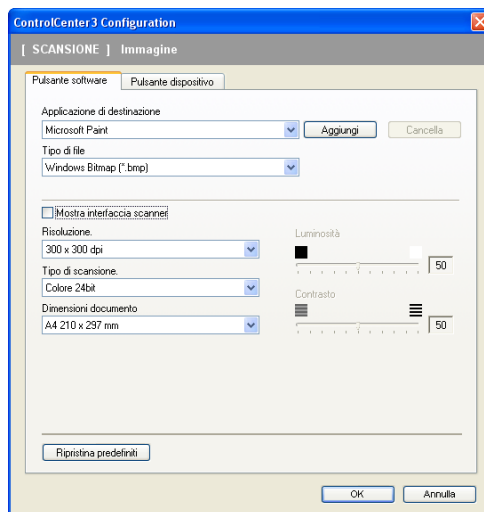 ControlCenter3 Configuration
[ SCANSIONE ] Immagine
Pulsante software Pulsante dispositivo
Applicazione di destinazione
Microsoft Paint Aggiungi Cancella
Tipo di file
Windows Bitmap (*.bmp)
Mostra interfaccia scanner
Risoluzione. Luminosità
300 x 300 dpi 50
Tipo di scansione.
Colore 24bit
Dimensioni documento Contrasto
A4 210 x 297 mm 50
Ripristina predefiniti
OK Annulla